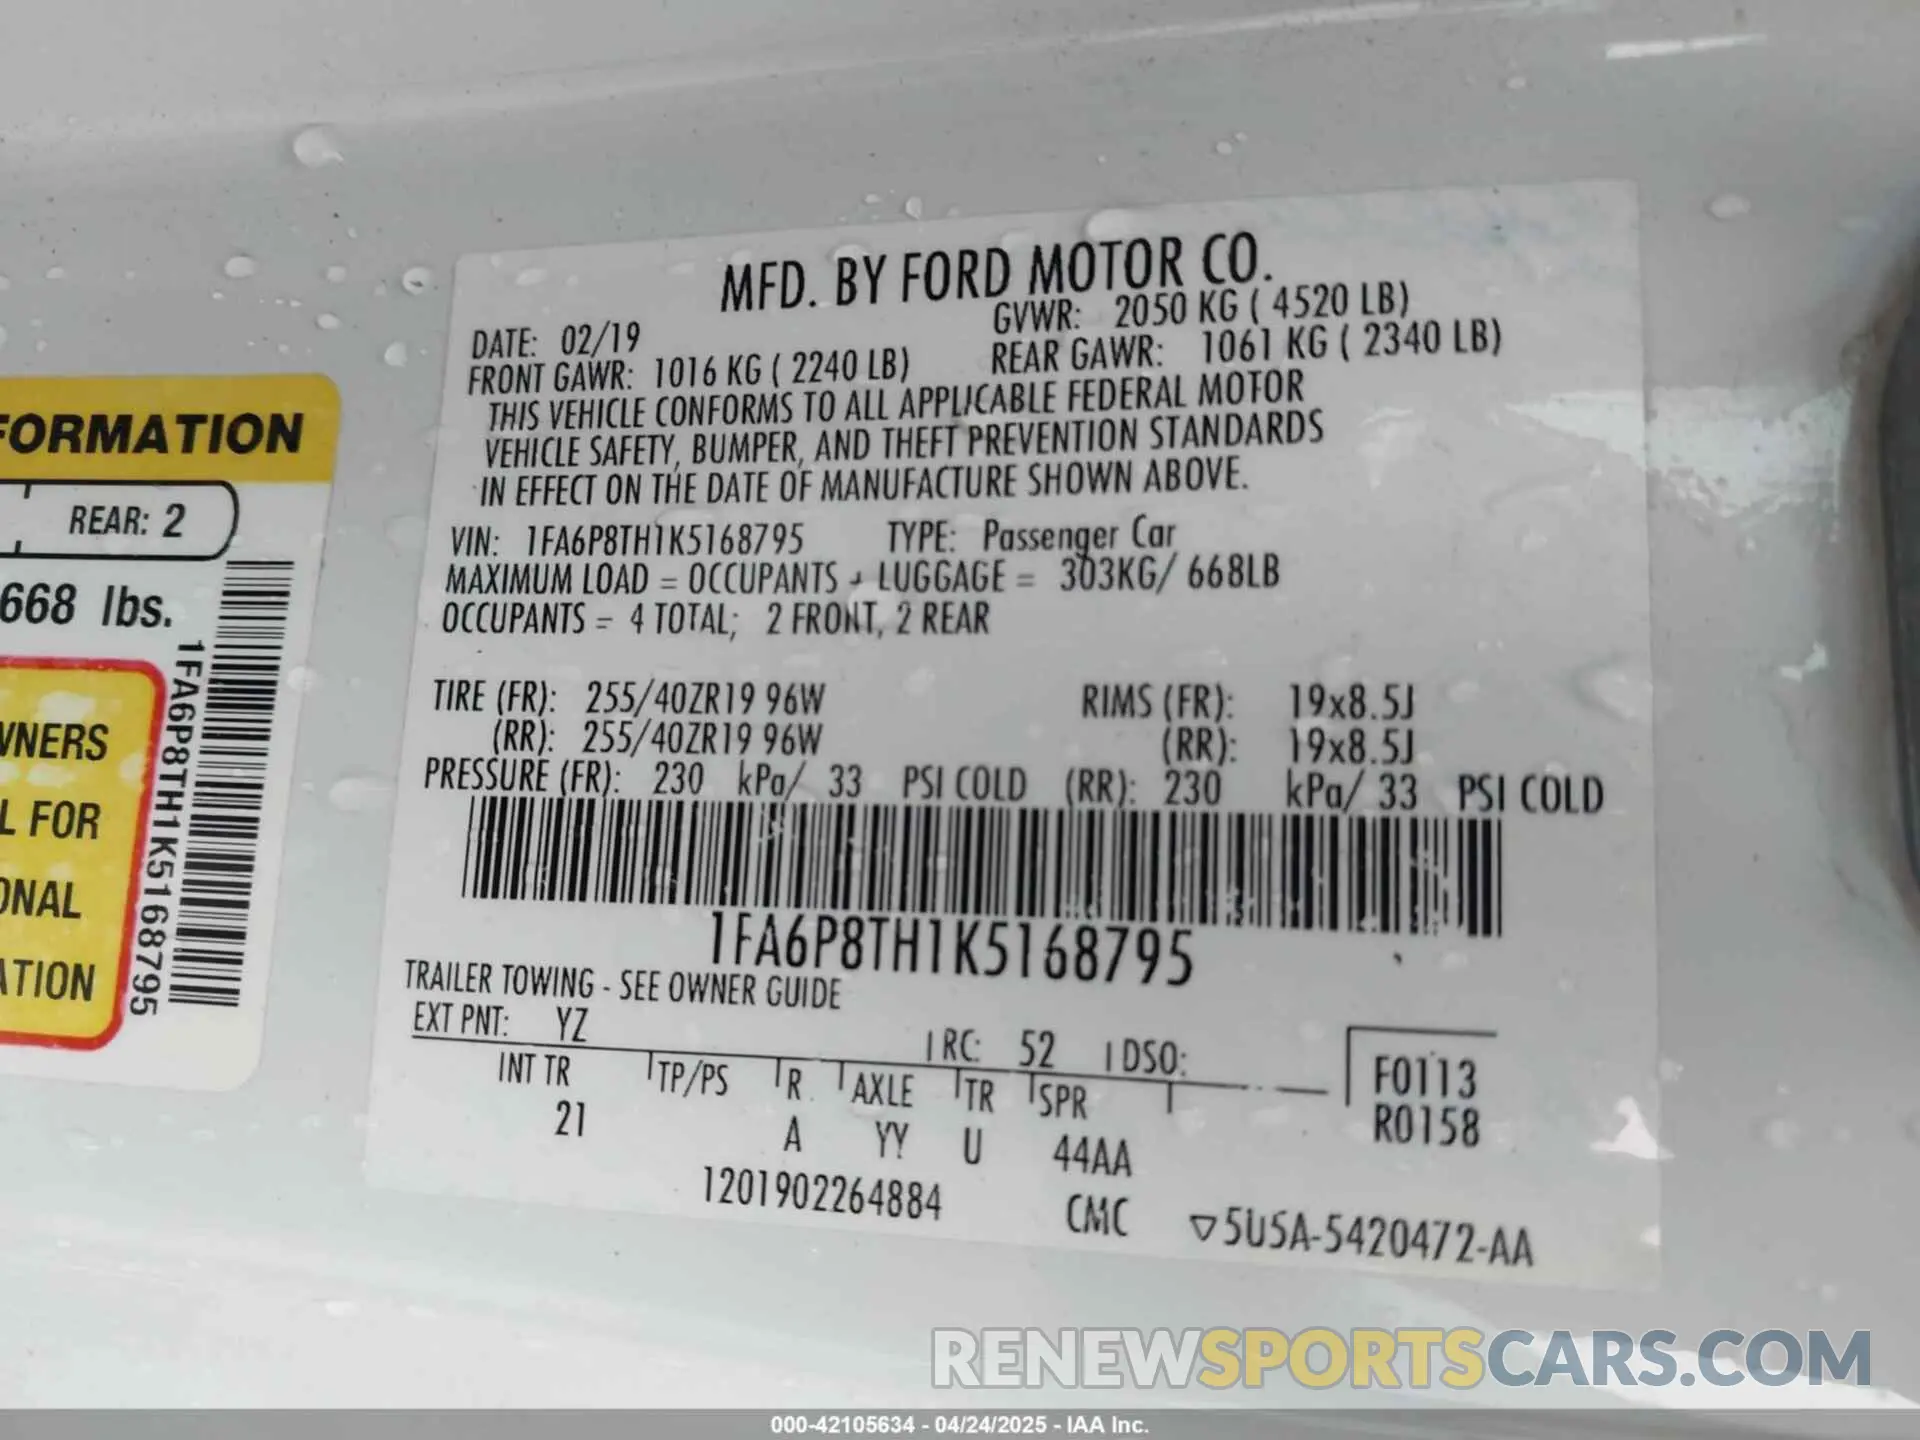 FORMATION
REAR: 2
668 lbs.
WNERS
L FOR
ONAL
ATION
1FA6P8TH1K5168795
MFD. BY FORD MOTOR CO.
DATE: 02/19 GVWR: 2050 KG ( 4520 LB)
FRONT GAWR: 1016 KG ( 2240 LB) REAR GAWR: 1061 KG ( 2340 LB)
THIS VEHICLE CONFORMS TO ALL APPLICABLE FEDERAL MOTOR
VEHICLE SAFETY, BUMPER, AND THEFT PREVENTION STANDARDS
IN EFFECT ON THE DATE OF MANUFACTURE SHOWN ABOVE.
VIN: 1FA6P8TH1K5168795 TYPE: Passenger Car
MAXIMUM LOAD = OCCUPANTS + LUGGAGE = 303KG/ 668LB
OCCUPANTS = 4 TOTAL; 2 FRONT, 2 REAR
TIRE (FR): 255/40ZR19 96W RIMS (FR): 19x8.5J
(RR): 255/40ZR19 96W (RR): 19x8.5J
PRESSURE (FR): 230 kPa/ 33 PSI COLD (RR): 230 kPa/ 33 PSI COLD
1FA6P8TH1K5168795
TRAILER TOWING - SEE OWNER GUIDE
EXT PNT: YZ RC: 52 DSO:
INT TR TP/PS R AXLE TR SPR
21 A YY U 44AA
F0113
R0158
1201902264884 CMC ▽5U5A-5420472-AA
RENEWSPORTSCARS.COM
000-42105634 - 04/24/2025 - IAA Inc.